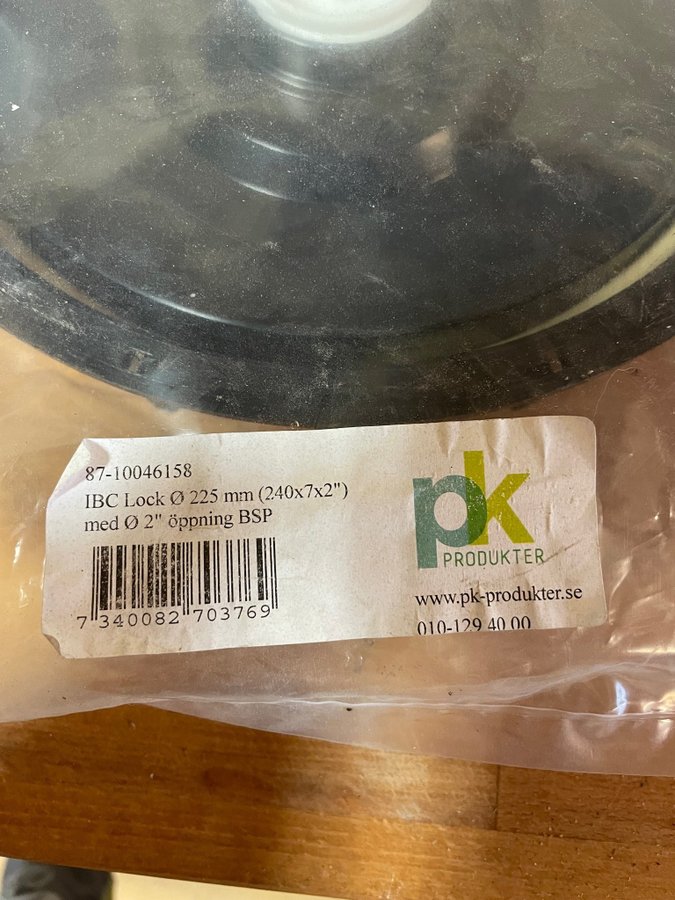 87-10046158
IBC Lock Ø 225 mm (240x7x2")
med Ø 2" öppning BSP
7 340082 703769
pk
PRODUKTER
www.pk-produkter.se
010-129 40 00